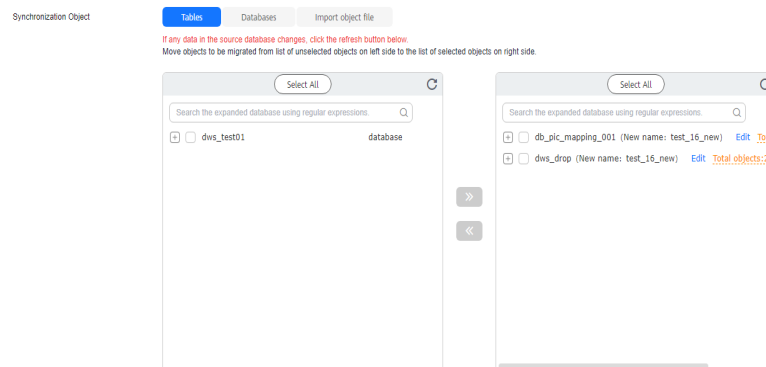 Synchronization Object
Tables Databases Import object file
If any data in the source database changes, click the refresh button below.
Move objects to be migrated from list of unselected objects on left side to the list of selected objects on right side.
Select All
Search the expanded database using regular expressions.
dws_test01 database
Select All
Search the expanded database using regular expressions.
db_pic_mapping_001 (New name: test_16_new) Edit
dws_drop (New name: test_16_new) Edit Total objects: